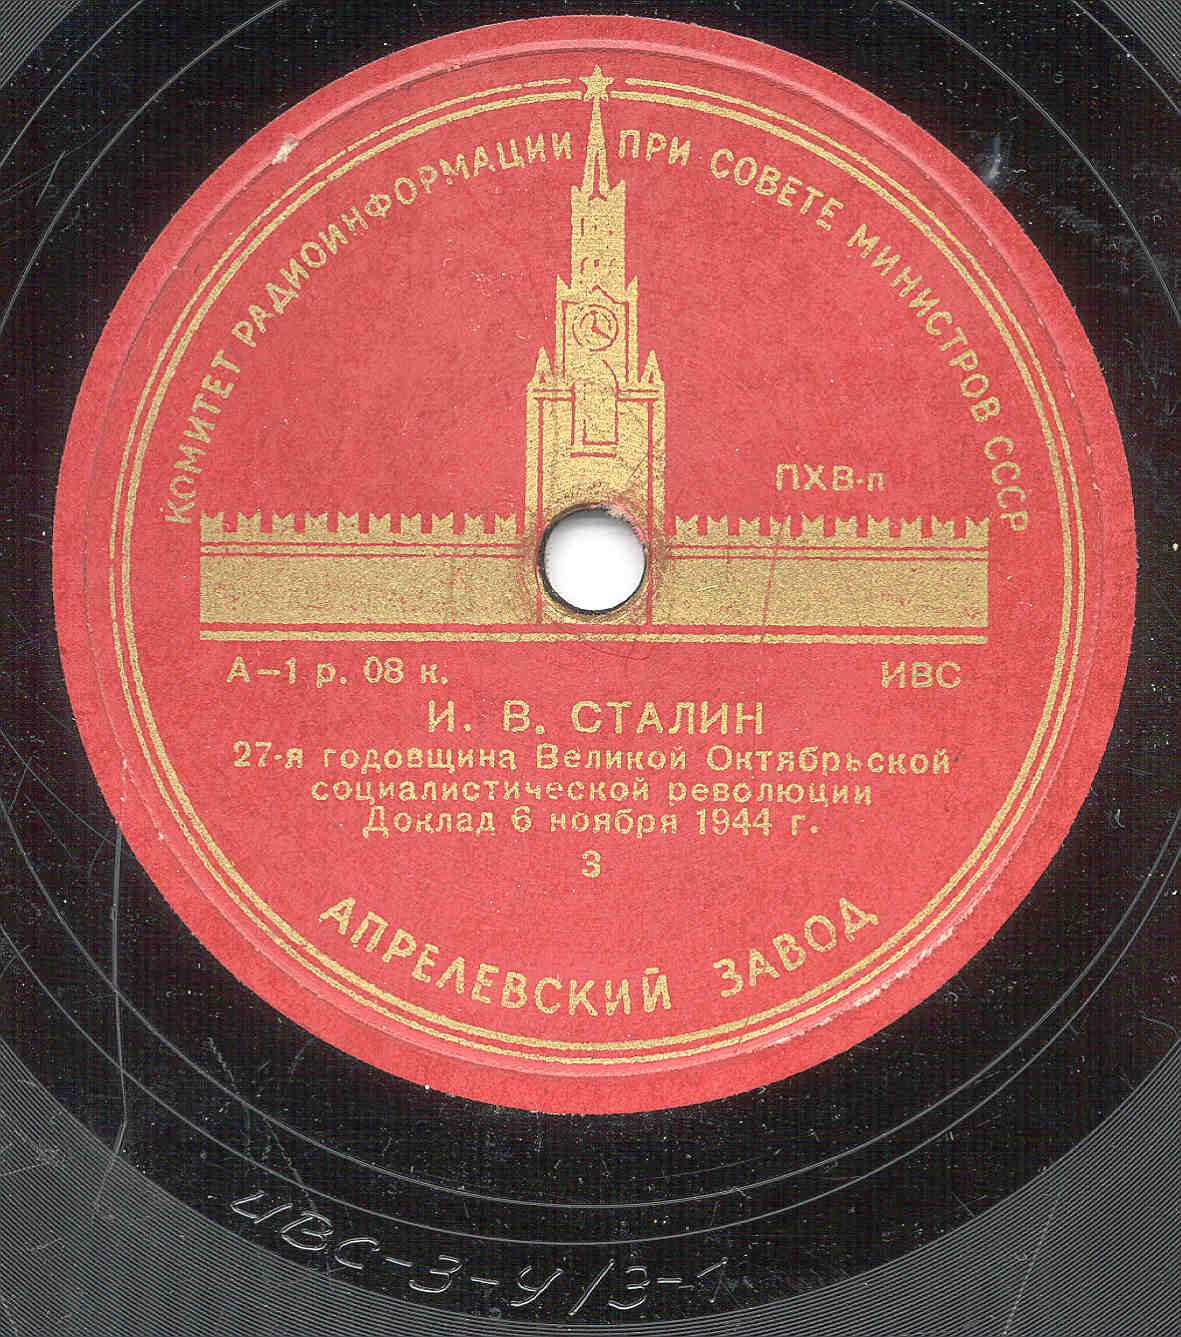 КОМИТЕТ РАДИОИНФОРМАЦИИ ПРИ СОВЕТЕ МИНИСТРОВ СССР
ПХВ-п
А-1 р. 08 к. ИВС
И. В. СТАЛИН
27-я годовщина Великой Октябрьской
социалистической революции
Доклад 6 ноября 1944 г.
3
АПРЕЛЕВСКИЙ ЗАВОД
ИВС-3-У/3-1